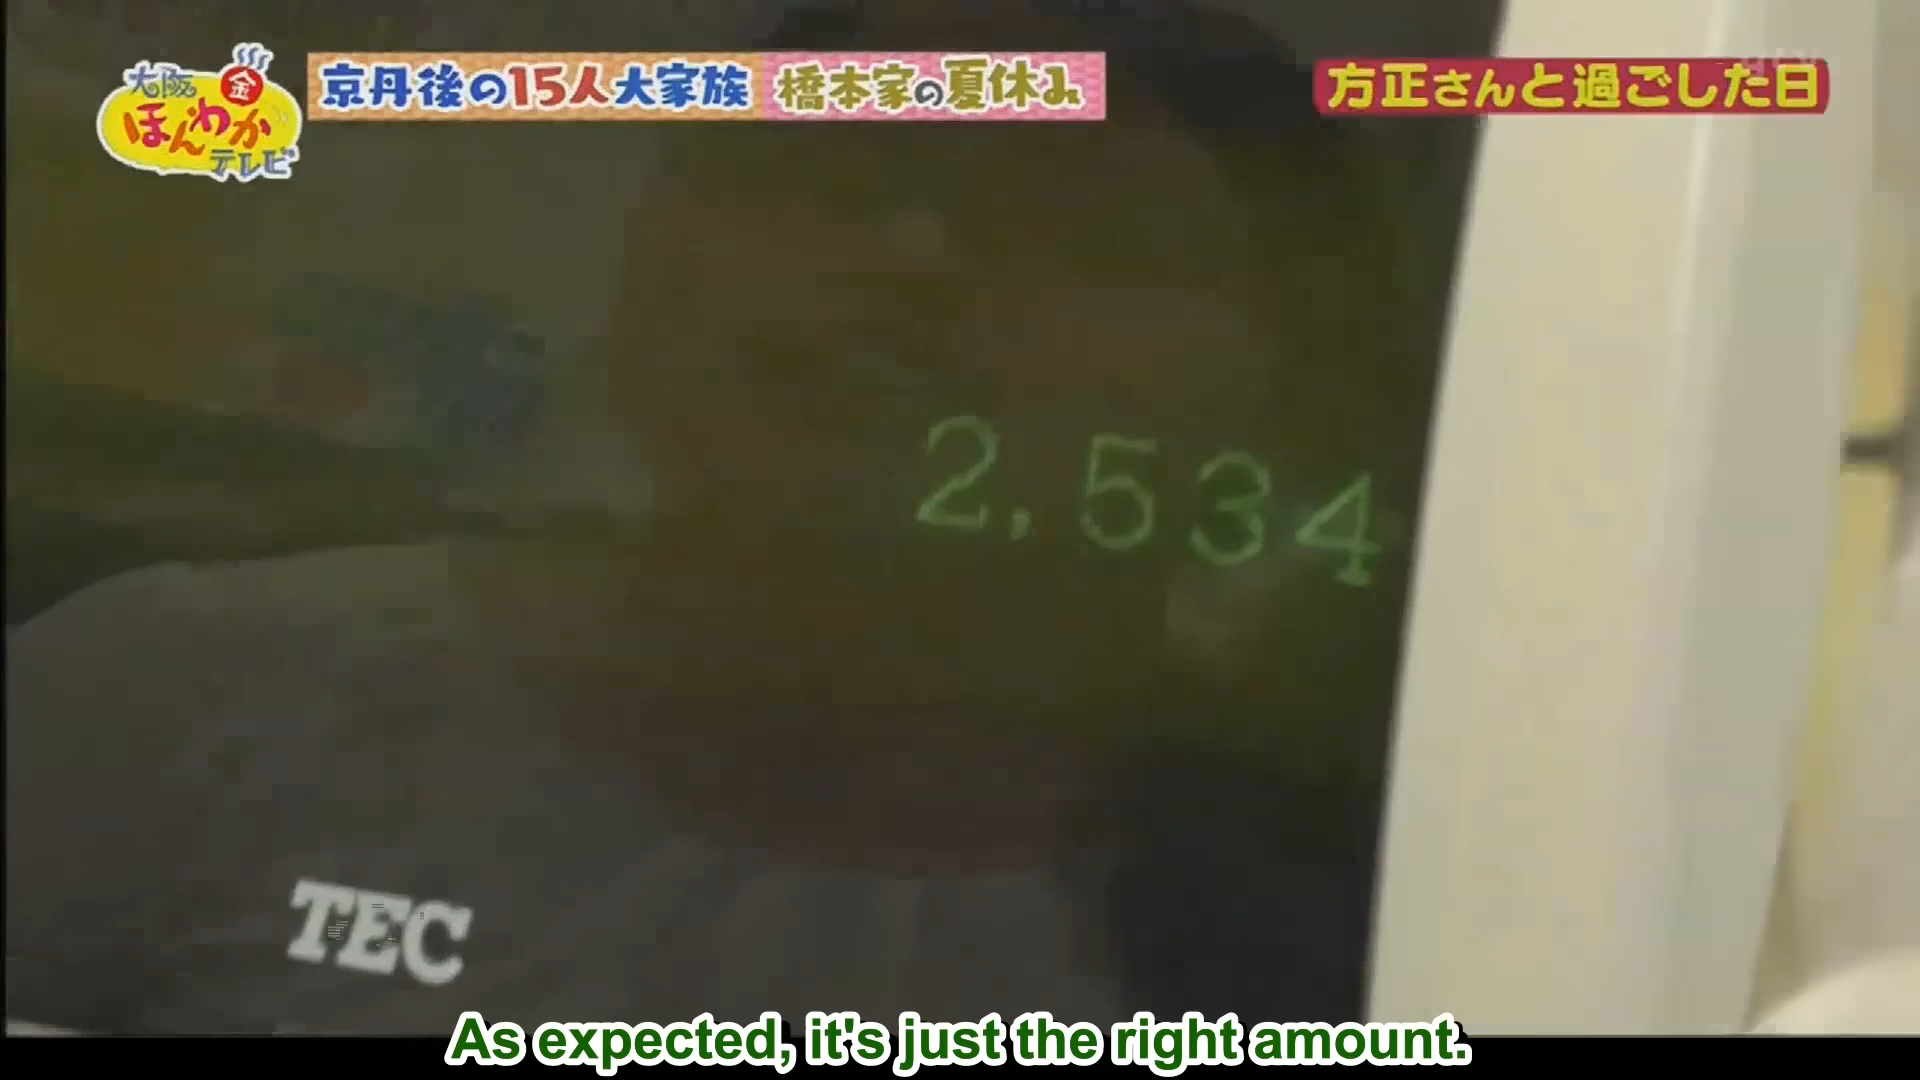 大阪
金
ほんわか
テレビ
京丹後の15人大家族 橋本家の夏休み
方正さんと過ごした日
2,534
TEC
As expected, it's just the right amount.